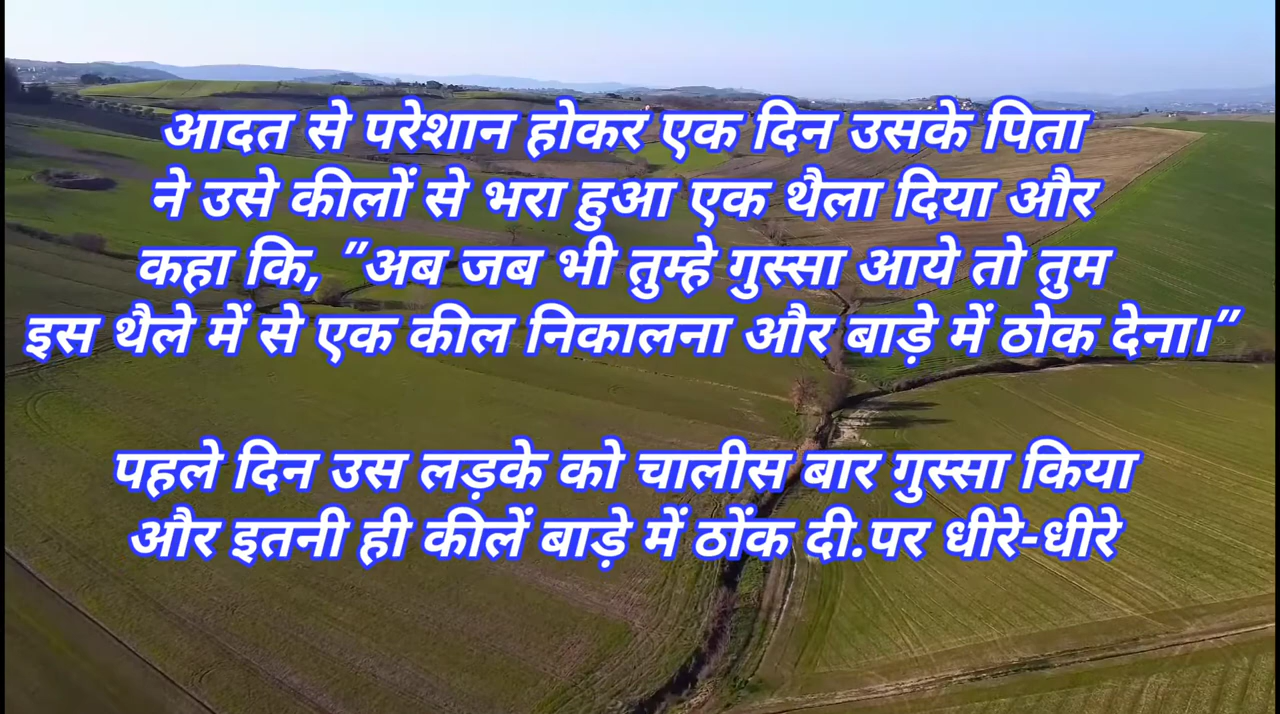 आदत से परेशान होकर एक दिन उसके पिता
ने उसे कीलों से भरा हुआ एक थैला दिया और
कहा कि, "अब जब भी तुम्हे गुस्सा आये तो तुम
इस थैले में से एक कील निकालना और बाड़े में ठोक देना।"
पहले दिन उस लड़के को चालीस बार गुस्सा किया
और इतनी ही कीलें बाड़े में ठोंक दी.पर धीरे-धीरे